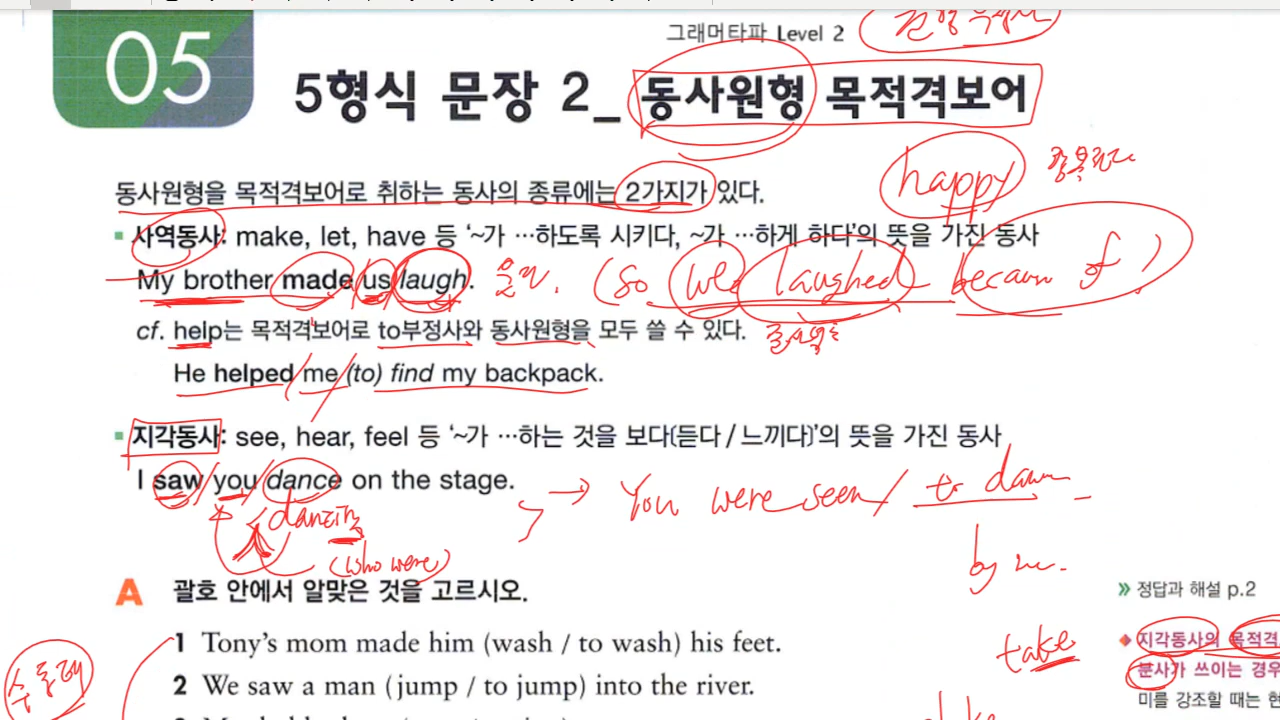 05
그래머타파 Level 2
5형식 문장 2_ 동사원형 목적격보어
happy
동사원형을 목적격보어로 취하는 동사의 종류에는 2가지가 있다.
사역동사: make, let, have 등 ‘~가 …하도록 시키다, ~가 …하게 하다’의 뜻을 가진 동사
My brother made us laugh. (So we laughed because of )
cf. help는 목적격보어로 to부정사와 동사원형을 모두 쓸 수 있다.
He helped me (to) find my backpack.
지각동사: see, hear, feel 등 ‘~가 …하는 것을 보다(듣다/느끼다)’의 뜻을 가진 동사
I saw you dance on the stage.
→ You were seen / to
dancing
(who were)
by me.
A 괄호 안에서 알맞은 것을 고르시오.
» 정답과 해설 p.2
1 Tony’s mom made him (wash / to wash) his feet.
take
지각동사의 목적격
수동태
2 We saw a man (jump / to jump) into the river.
분사가 쓰이는 경우
미를 강조할 때는 현